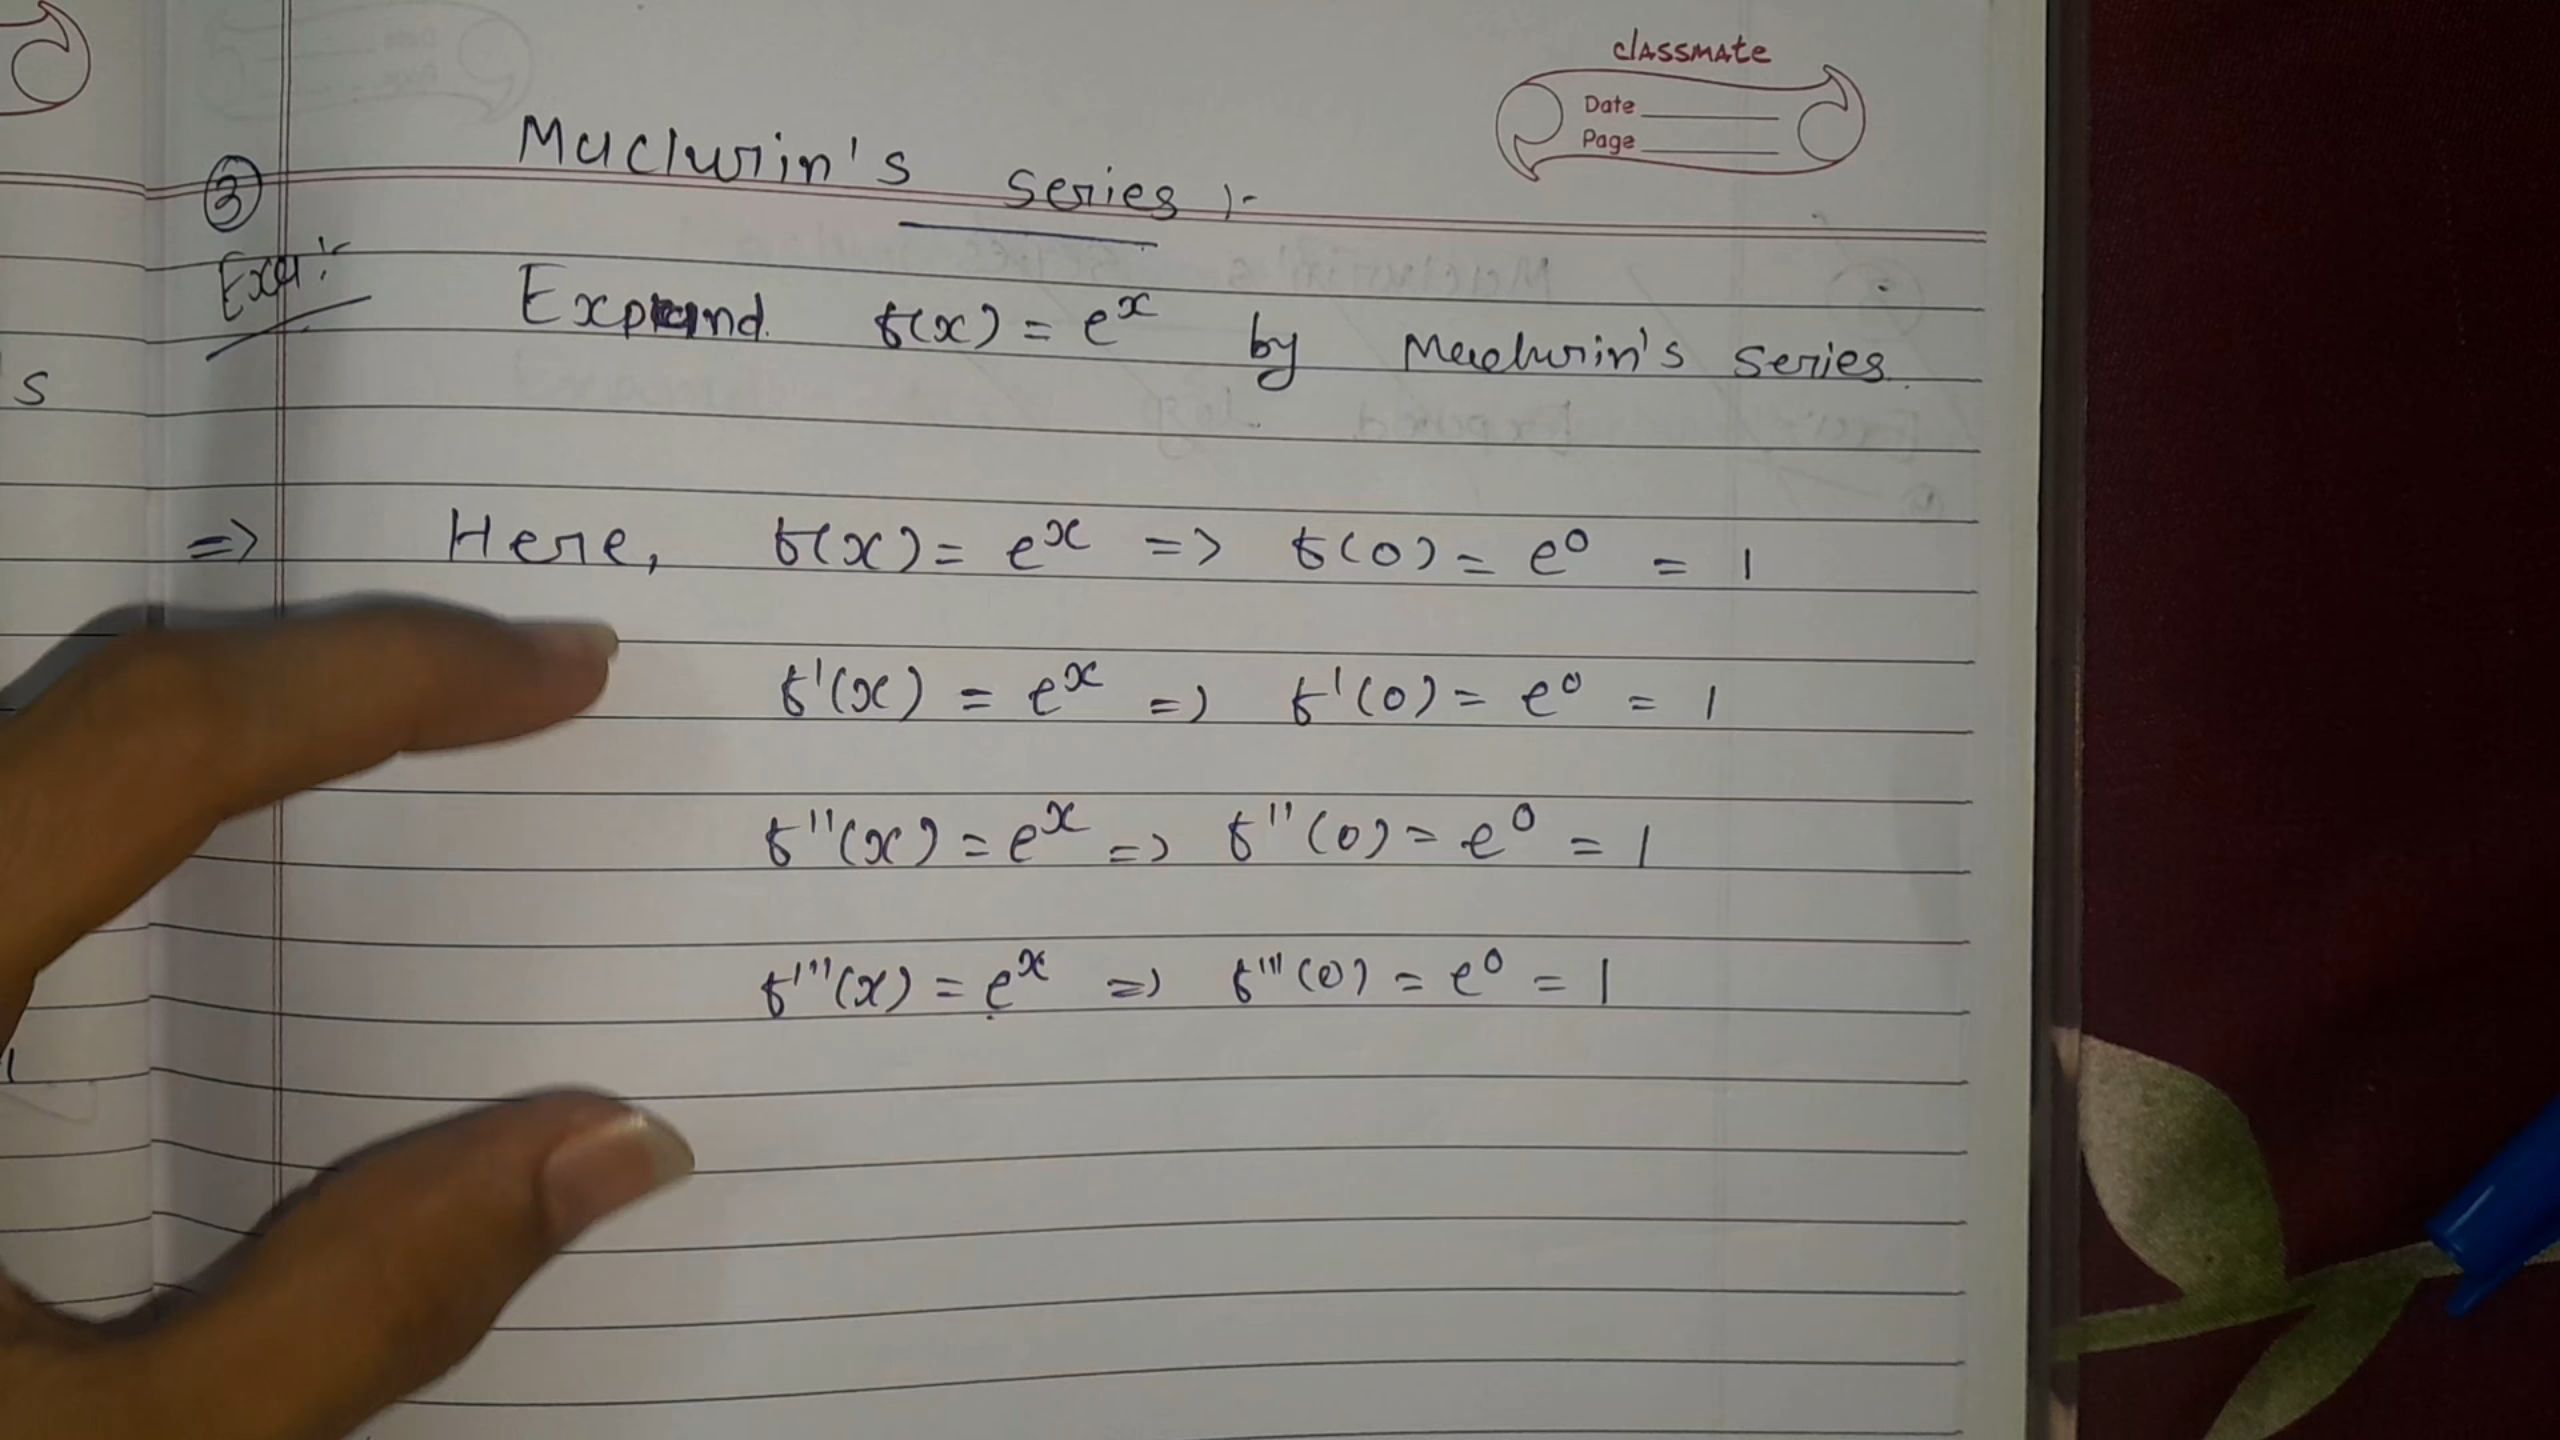 classmate
Date
Page
Maclurin's series :-
③
Exa :-
Expand f(x) = e^x by Maclurin's series.
s
=> Here, f(x) = e^x => f(0) = e^0 = 1
f'(x) = e^x => f'(0) = e^0 = 1
f''(x) = e^x => f''(0) = e^0 = 1
f'''(x) = e^x => f'''(0) = e^0 = 1